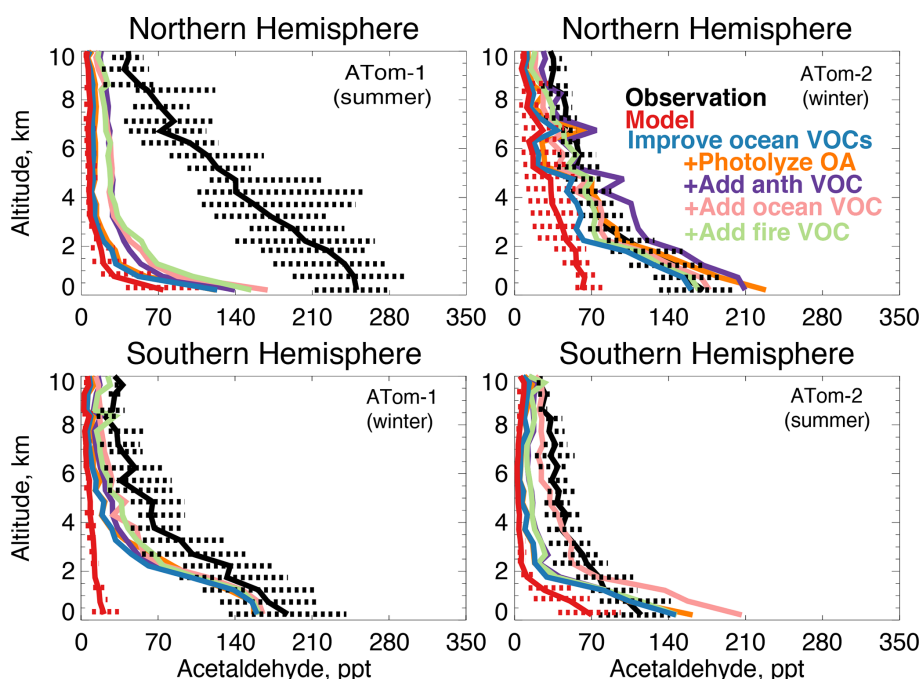 Northern Hemisphere
Northern Hemisphere
10
8
6
4
2
0
Altitude, km
ATom-1
(summer)
0 70 140 210 280 350
10
8
6
4
2
0
ATom-2
(winter)
Observation
Model
Improve ocean VOCs
+Photolyze OA
+Add anth VOC
+Add ocean VOC
+Add fire VOC
0 70 140 210 280 350
Southern Hemisphere
Southern Hemisphere
10
8
6
4
2
0
Altitude, km
ATom-1
(winter)
0 70 140 210 280 350
Acetaldehyde, ppt
10
8
6
4
2
0
ATom-2
(summer)
0 70 140 210 280 350
Acetaldehyde, ppt